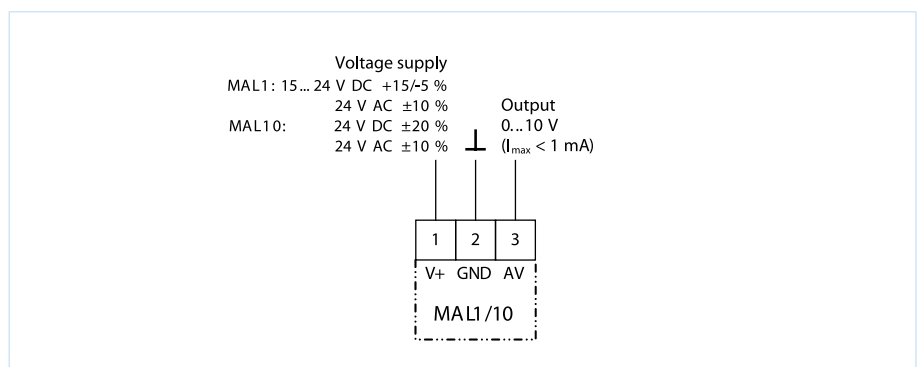 Voltage supply
MAL1: 15... 24 V DC +15/-5 %
24 V AC ±10 %
MAL10: 24 V DC ±20 %
24 V AC ±10 %
Output
0...10 V
(Imax < 1 mA)
1 2 3
V+ GND AV
MAL1/10